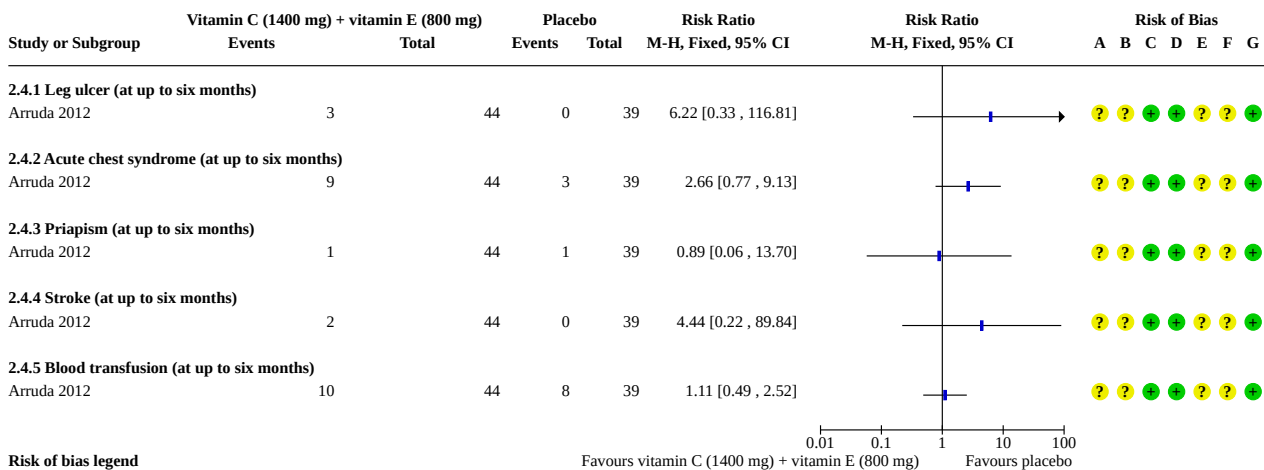 Vitamin C (1400 mg) + vitamin E (800 mg) Placebo Risk Ratio Risk Ratio Risk of Bias
Study or Subgroup Events Total Events Total M-H, Fixed, 95% CI M-H, Fixed, 95% CI A B C D E F G
2.4.1 Leg ulcer (at up to six months)
Arruda 2012 3 44 0 39 6.22 [0.33 , 116.81] ? ? + + ? ? +
2.4.2 Acute chest syndrome (at up to six months)
Arruda 2012 9 44 3 39 2.66 [0.77 , 9.13] ? ? + + ? ? +
2.4.3 Priapism (at up to six months)
Arruda 2012 1 44 1 39 0.89 [0.06 , 13.70] ? ? + + ? ? +
2.4.4 Stroke (at up to six months)
Arruda 2012 2 44 0 39 4.44 [0.22 , 89.84] ? ? + + ? ? +
2.4.5 Blood transfusion (at up to six months)
Arruda 2012 10 44 8 39 1.11 [0.49 , 2.52] ? ? + + ? ? +
0.01 0.1 1 10 100
Risk of bias legend Favours vitamin C (1400 mg) + vitamin E (800 mg) Favours placebo